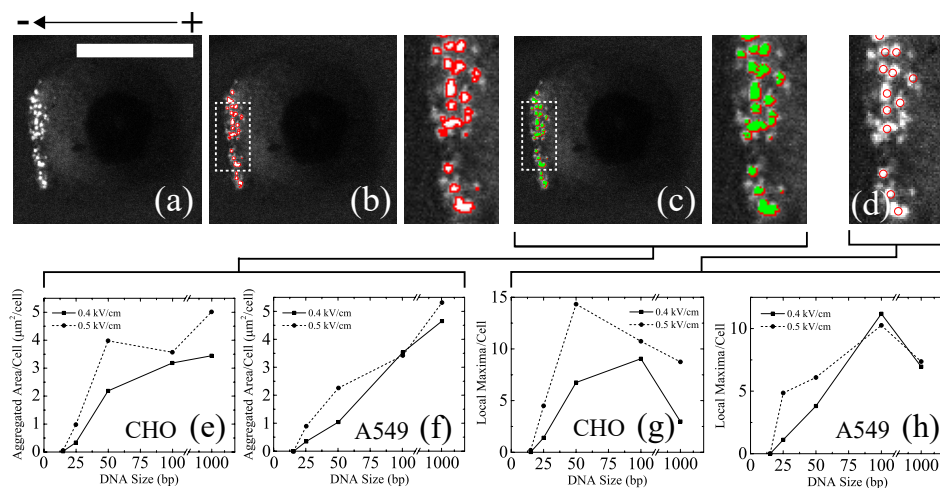 - +
(a)
(b)
(c)
(d)
Aggregated Area/Cell (μm²/cell)
5
4
3
2
1
0
0.4 kV/cm
0.5 kV/cm
CHO (e)
0 25 50 75 100 1000
DNA Size (bp)
Aggregated Area/Cell (μm²/cell)
5
4
3
2
1
0
0.4 kV/cm
0.5 kV/cm
A549 (f)
0 25 50 75 100 1000
DNA Size (bp)
Local Maxima/Cell
15
10
5
0
0.4 kV/cm
0.5 kV/cm
CHO (g)
0 25 50 75 100 1000
DNA Size (bp)
Local Maxima/Cell
10
5
0
0.4 kV/cm
0.5 kV/cm
A549 (h)
0 25 50 75 100 1000
DNA Size (bp)